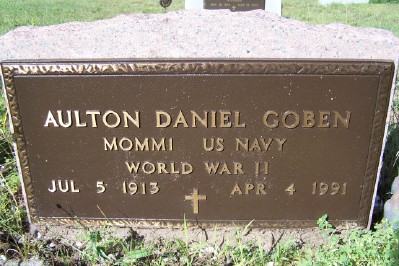 AULTON DANIEL GOBEN
MOMM1 US NAVY
WORLD WAR II
JUL 5 1913 APR 4 1991